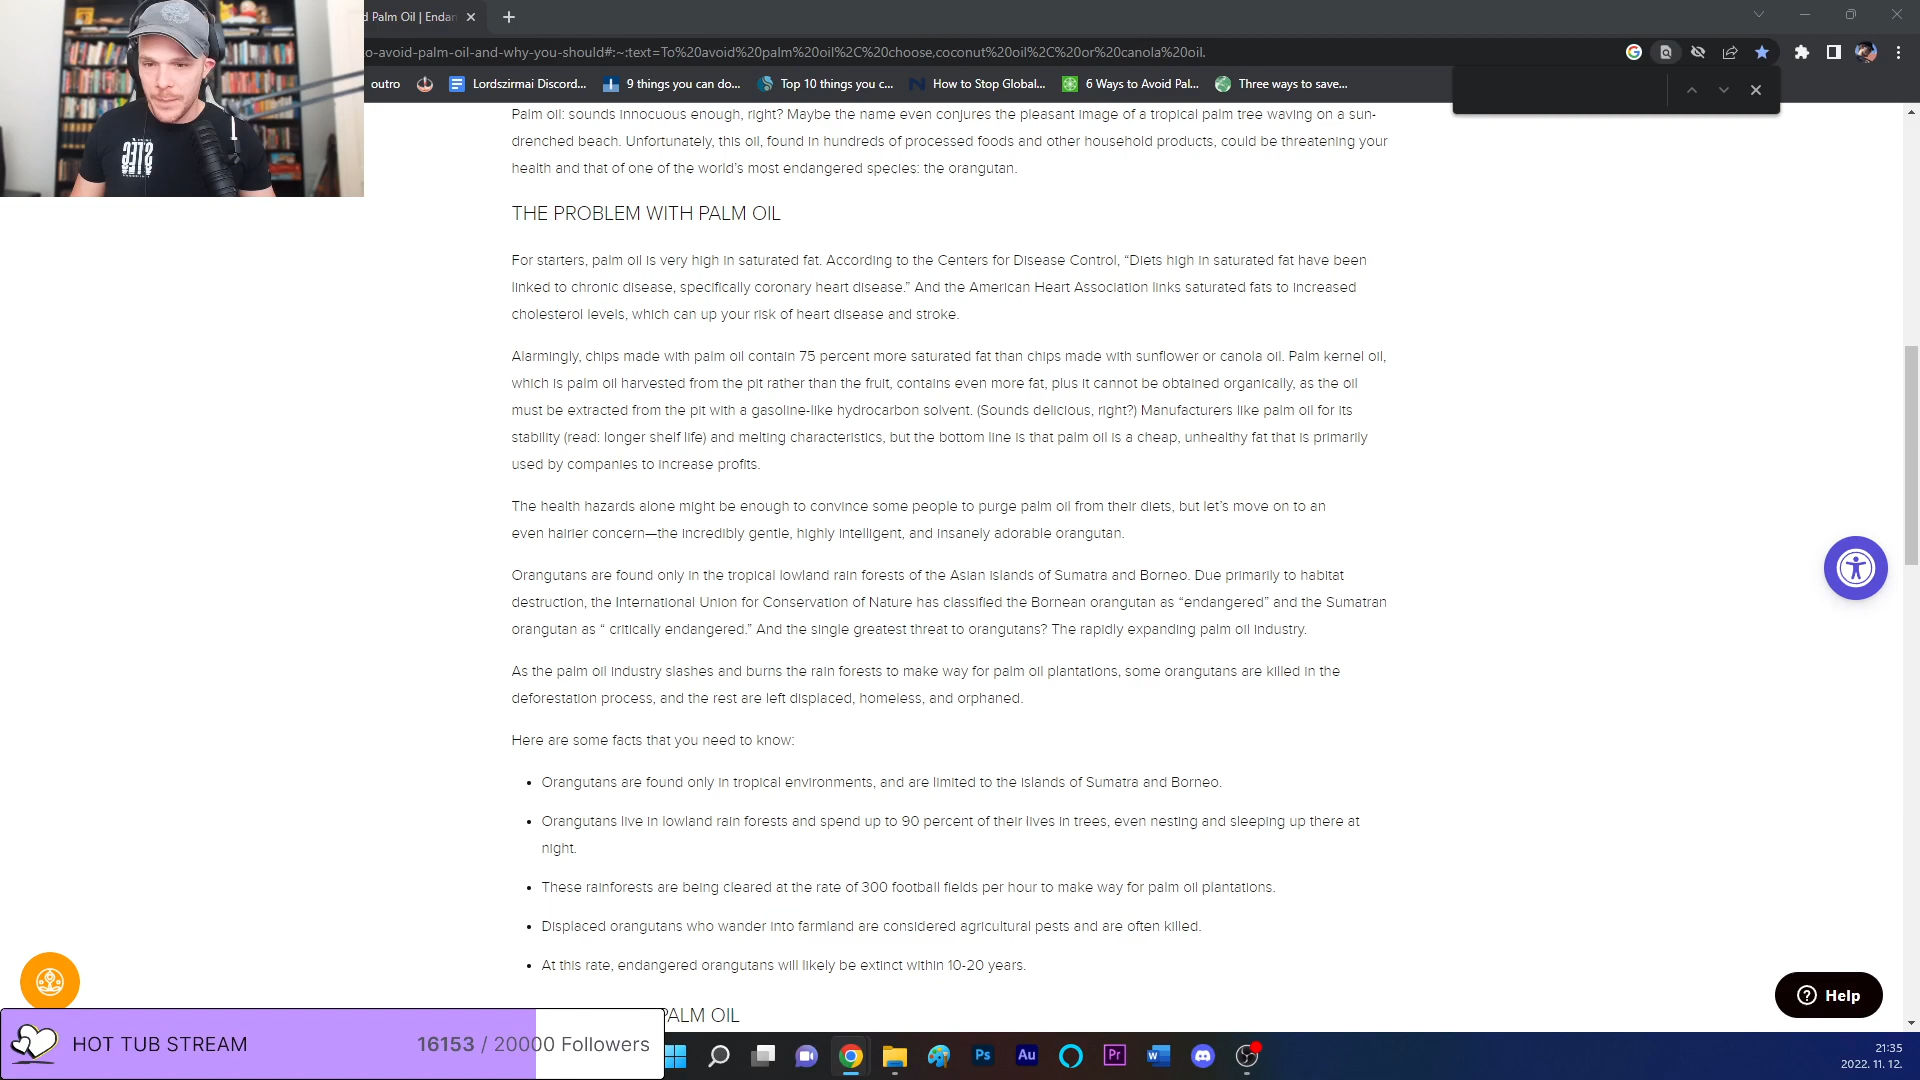 d Palm Oil | Endan
o-avoid-palm-oil-and-why-you-should#:~:text=To%20avoid%20palm%20oil%2C%20choose,coconut%20oil%2C%20or%20canola%20oil.
outro
Lordszirmai Discord...
9 things you can do...
Top 10 things you c...
How to Stop Global...
6 Ways to Avoid Pal...
Three ways to save...
Palm oil: sounds innocuous enough, right? Maybe the name even conjures the pleasant image of a tropical palm tree waving on a sun-
drenched beach. Unfortunately, this oil, found in hundreds of processed foods and other household products, could be threatening your
health and that of one of the world's most endangered species: the orangutan.
THE PROBLEM WITH PALM OIL
For starters, palm oil is very high in saturated fat. According to the Centers for Disease Control, “Diets high in saturated fat have been
linked to chronic disease, specifically coronary heart disease.” And the American Heart Association links saturated fats to increased
cholesterol levels, which can up your risk of heart disease and stroke.
Alarmingly, chips made with palm oil contain 75 percent more saturated fat than chips made with sunflower or canola oil. Palm kernel oil,
which is palm oil harvested from the pit rather than the fruit, contains even more fat, plus it cannot be obtained organically, as the oil
must be extracted from the pit with a gasoline-like hydrocarbon solvent. (Sounds delicious, right?) Manufacturers like palm oil for its
stability (read: longer shelf life) and melting characteristics, but the bottom line is that palm oil is a cheap, unhealthy fat that is primarily
used by companies to increase profits.
The health hazards alone might be enough to convince some people to purge palm oil from their diets, but let's move on to an
even hairier concern—the incredibly gentle, highly intelligent, and insanely adorable orangutan.
Orangutans are found only in the tropical lowland rain forests of the Asian islands of Sumatra and Borneo. Due primarily to habitat
destruction, the International Union for Conservation of Nature has classified the Bornean orangutan as “endangered” and the Sumatran
orangutan as “ critically endangered.” And the single greatest threat to orangutans? The rapidly expanding palm oil industry.
As the palm oil industry slashes and burns the rain forests to make way for palm oil plantations, some orangutans are killed in the
deforestation process, and the rest are left displaced, homeless, and orphaned.
Here are some facts that you need to know:
• Orangutans are found only in tropical environments, and are limited to the islands of Sumatra and Borneo.
• Orangutans live in lowland rain forests and spend up to 90 percent of their lives in trees, even nesting and sleeping up there at
night.
• These rainforests are being cleared at the rate of 300 football fields per hour to make way for palm oil plantations.
• Displaced orangutans who wander into farmland are considered agricultural pests and are often killed.
• At this rate, endangered orangutans will likely be extinct within 10-20 years.
PALM OIL
Help
HOT TUB STREAM
16153 / 20000 Followers
Ps
Au
Pr
W
21:35
2022. 11. 12.